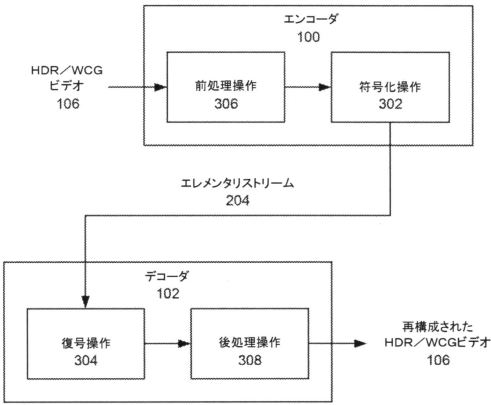 エンコーダ
100
HDR／WCG
ビデオ
106
前処理操作
306
符号化操作
302
エレメンタリストリーム
204
デコーダ
102
復号操作
304
後処理操作
308
再構成された
HDR／WCGビデオ
106